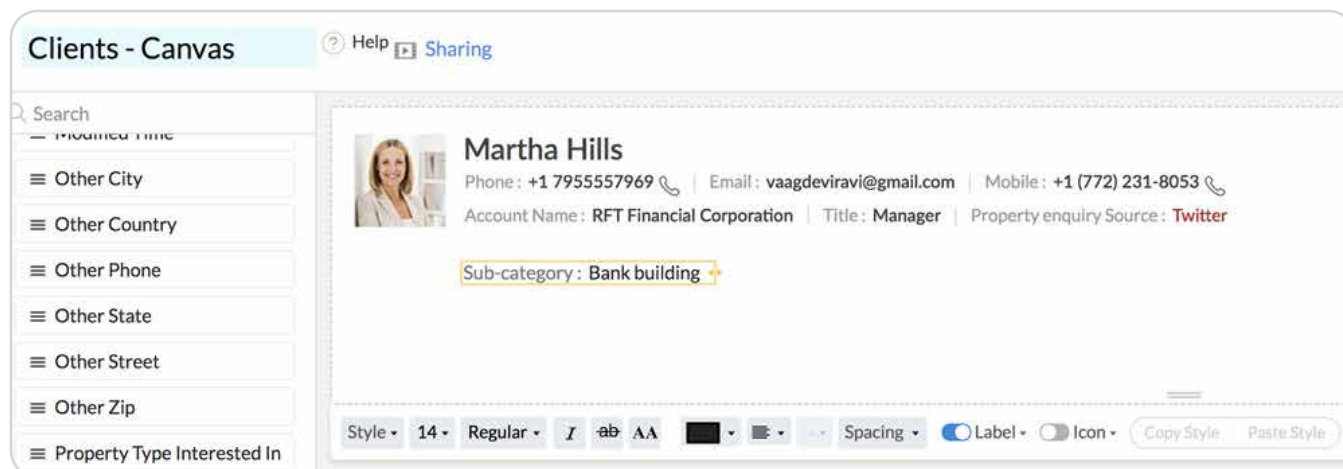 Clients - Canvas
? Help Sharing
Search
Modified Time
Other City
Other Country
Other Phone
Other State
Other Street
Other Zip
Property Type Interested In
Martha Hills
Phone : +1 7955557969 Email : vaagdeviravi@gmail.com Mobile : +1 (772) 231-8053
Account Name : RFT Financial Corporation Title : Manager Property enquiry Source : Twitter
Sub-category : Bank building
Style 14 Regular I ab AA Spacing Label Icon Copy Style Paste Style